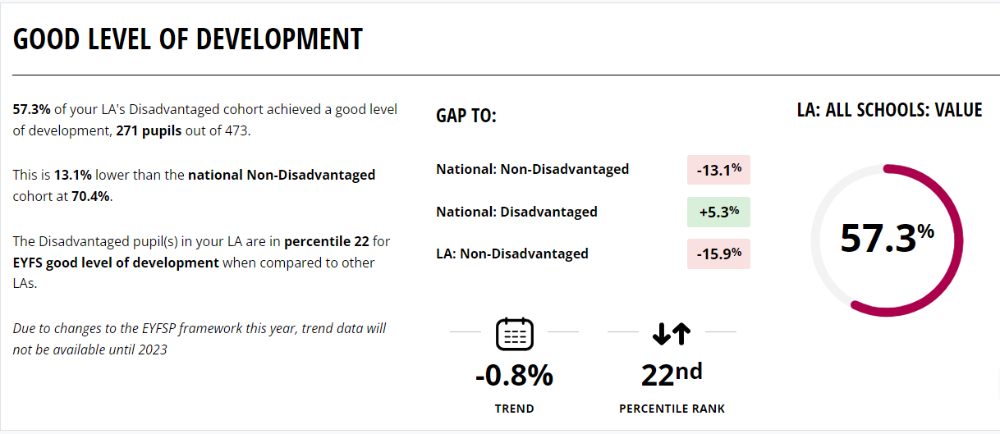 GOOD LEVEL OF DEVELOPMENT
57.3% of your LA's Disadvantaged cohort achieved a good level
of development, 271 pupils out of 473.
This is 13.1% lower than the national Non-Disadvantaged
cohort at 70.4%.
The Disadvantaged pupil(s) in your LA are in percentile 22 for
EYFS good level of development when compared to other
LAs.
Due to changes to the EYFSP framework this year, trend data will
not be available until 2023
GAP TO:
National: Non-Disadvantaged -13.1%
National: Disadvantaged +5.3%
LA: Non-Disadvantaged -15.9%
-0.8%
TREND
22nd
PERCENTILE RANK
LA: ALL SCHOOLS: VALUE
57.3%